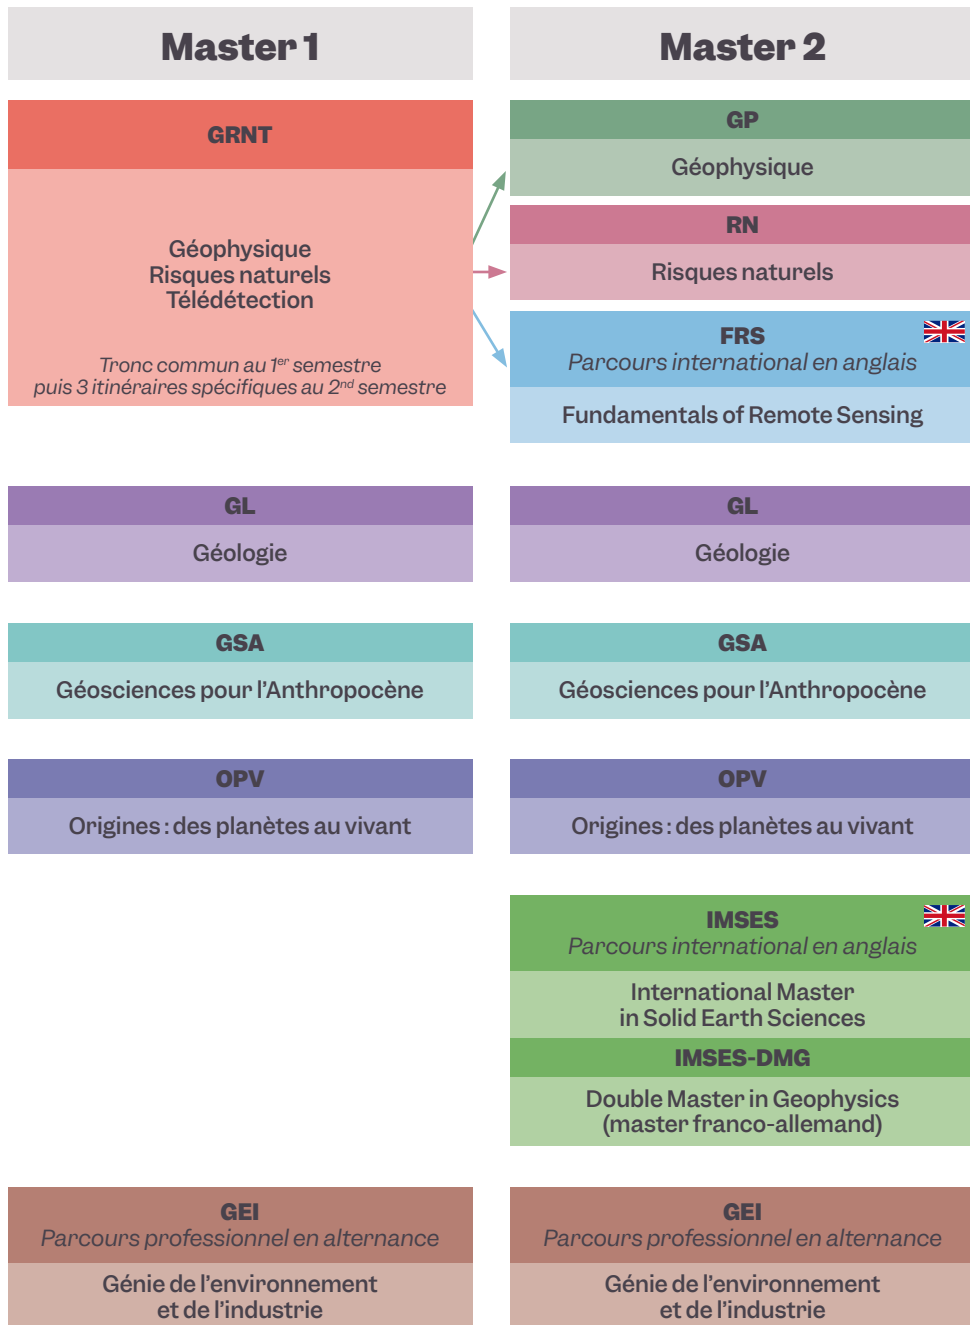 Master 1
GRNT
Géophysique
Risques naturels
Télédétection
Tronc commun au 1er semestre
puis 3 itinéraires spécifiques au 2nd semestre
GL
Géologie
GSA
Géosciences pour l'Anthropocène
OPV
Origines : des planètes au vivant
GEI
Parcours professionnel en alternance
Génie de l'environnement
et de l'industrie
Master 2
GP
Géophysique
RN
Risques naturels
FRS
Parcours international en anglais
Fundamentals of Remote Sensing
GL
Géologie
GSA
Géosciences pour l'Anthropocène
OPV
Origines : des planètes au vivant
IMSES
Parcours international en anglais
International Master
in Solid Earth Sciences
IMSES-DMG
Double Master in Geophysics
(master franco-allemand)
GEI
Parcours professionnel en alternance
Génie de l'environnement
et de l'industrie